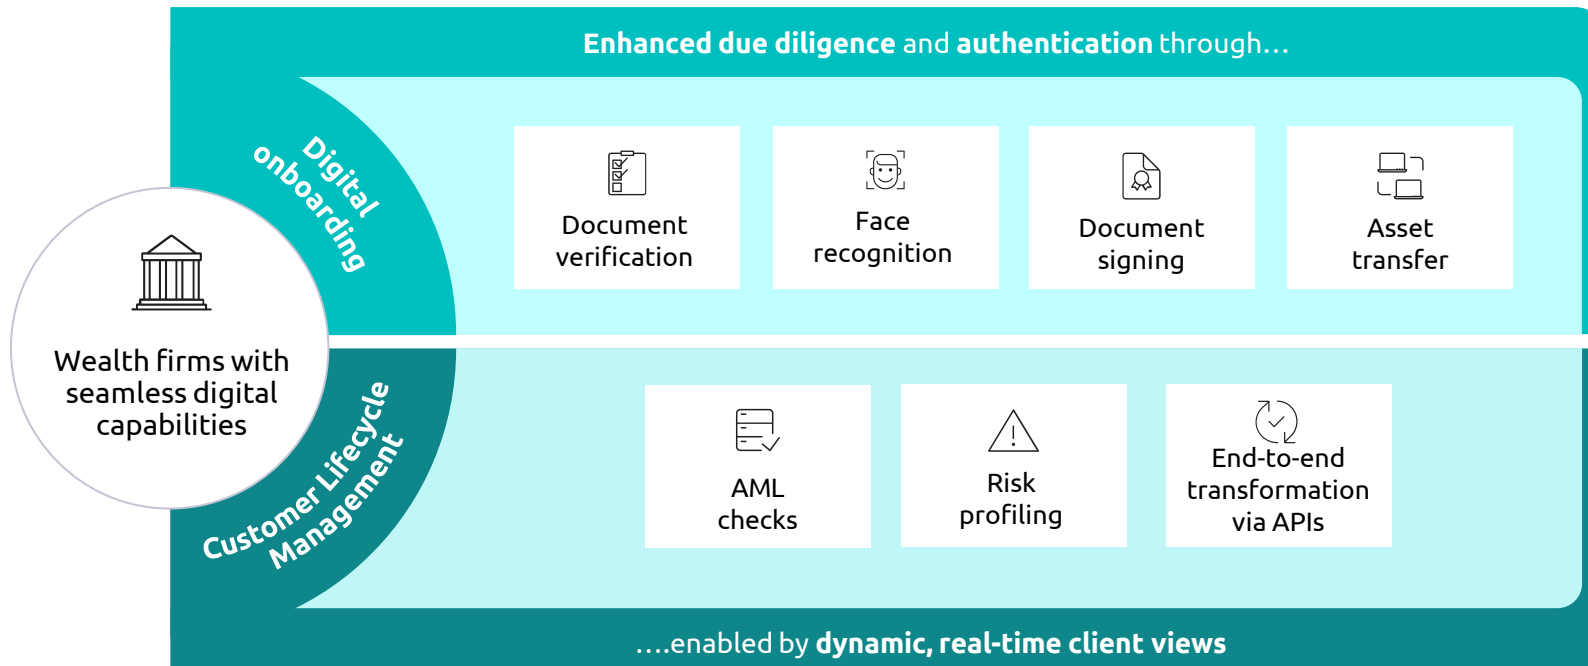 Enhanced due diligence and authentication through…
Digital
onboarding
Document
verification
Face
recognition
Document
signing
Asset
transfer
Wealth firms with
seamless digital
capabilities
Customer Lifecycle
Management
AML
checks
Risk
profiling
End-to-end
transformation
via APIs
….enabled by dynamic, real-time client views